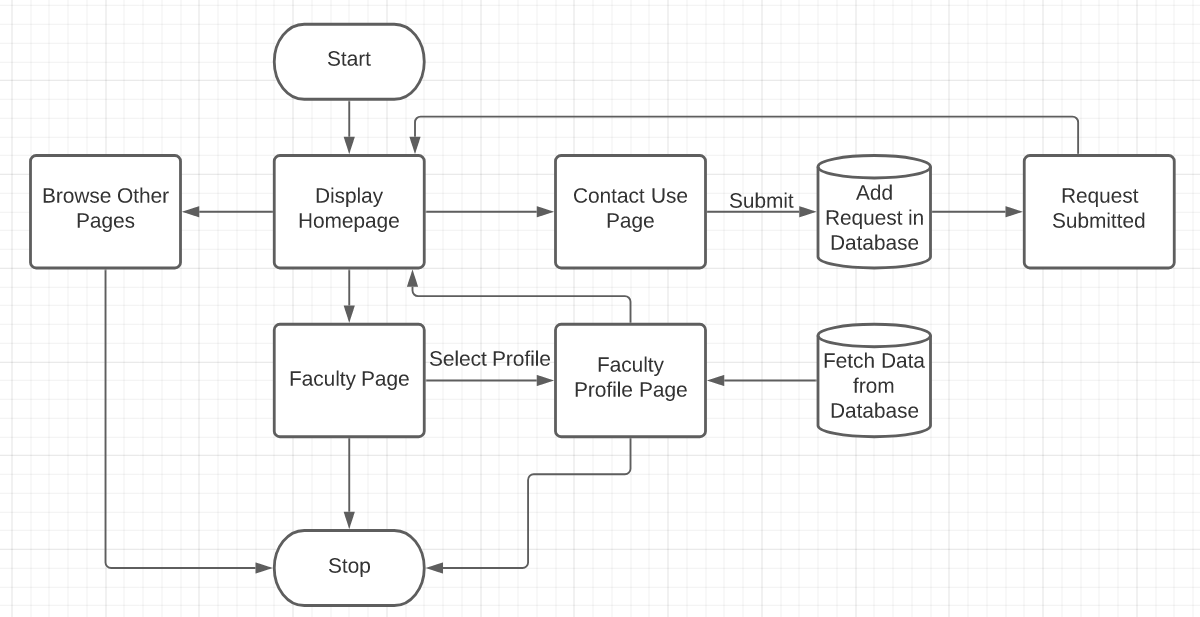 Start
Browse Other
Pages
Display
Homepage
Contact Use
Page
Submit
Add
Request in
Database
Request
Submitted
Faculty Page
Select Profile
Faculty
Profile Page
Fetch Data
from
Database
Stop